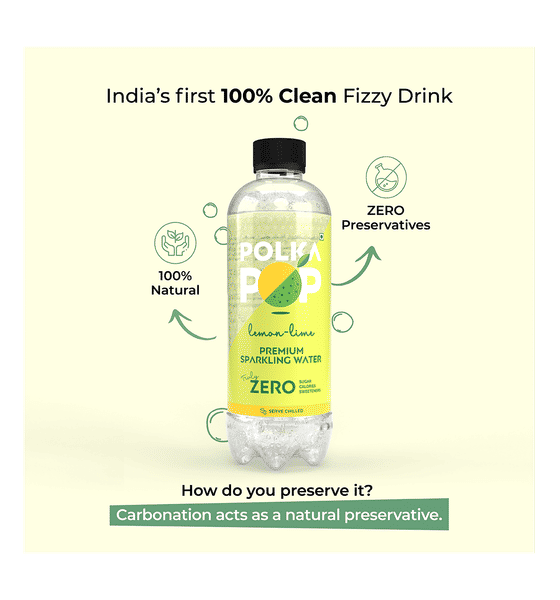 India's first 100% Clean Fizzy Drink
ZERO
Preservatives
100%
Natural
POLKA
POP
lemon-lime
PREMIUM
SPARKLING WATER
Truly
ZERO
SUGAR
CALORIES
SWEETENERS
SERVE CHILLED
How do you preserve it?
Carbonation acts as a natural preservative.